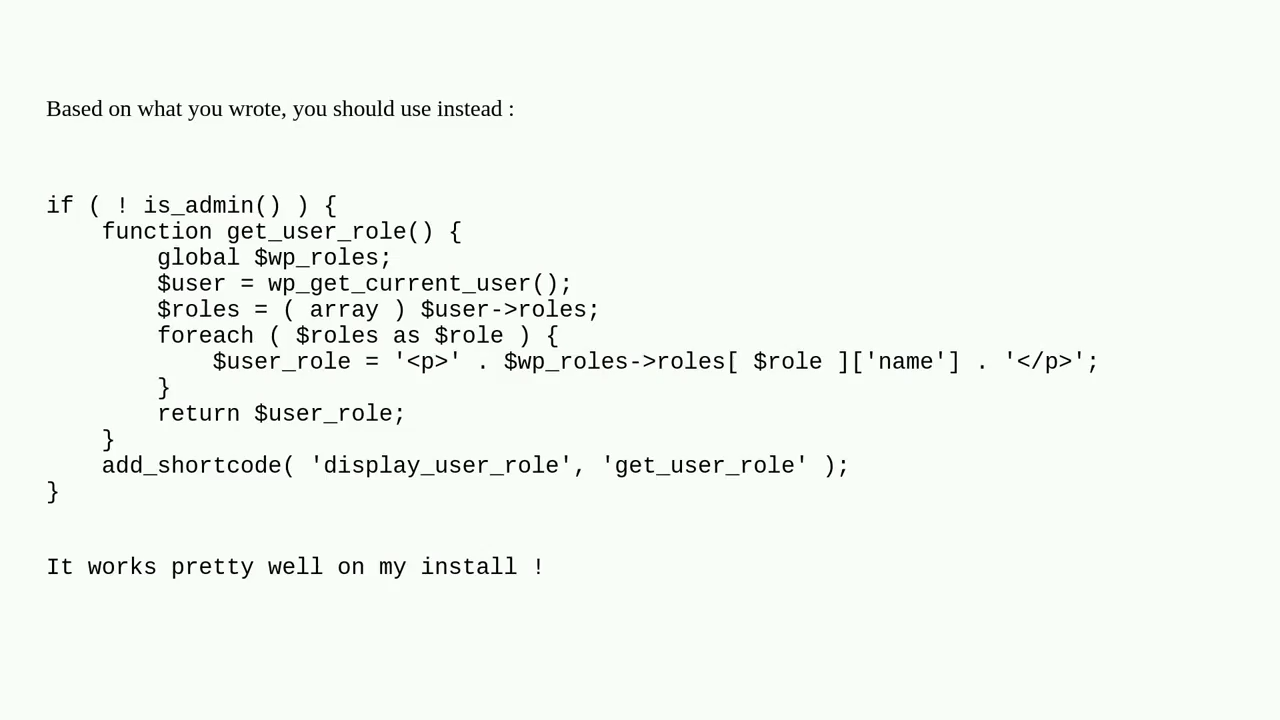 Based on what you wrote, you should use instead :
if ( ! is_admin() ) {
    function get_user_role() {
        global $wp_roles;
        $user = wp_get_current_user();
        $roles = ( array ) $user->roles;
        foreach ( $roles as $role ) {
            $user_role = '<p>' . $wp_roles->roles[ $role ]['name'] . '</p>';
        }
        return $user_role;
    }
    add_shortcode( 'display_user_role', 'get_user_role' );
}
It works pretty well on my install !